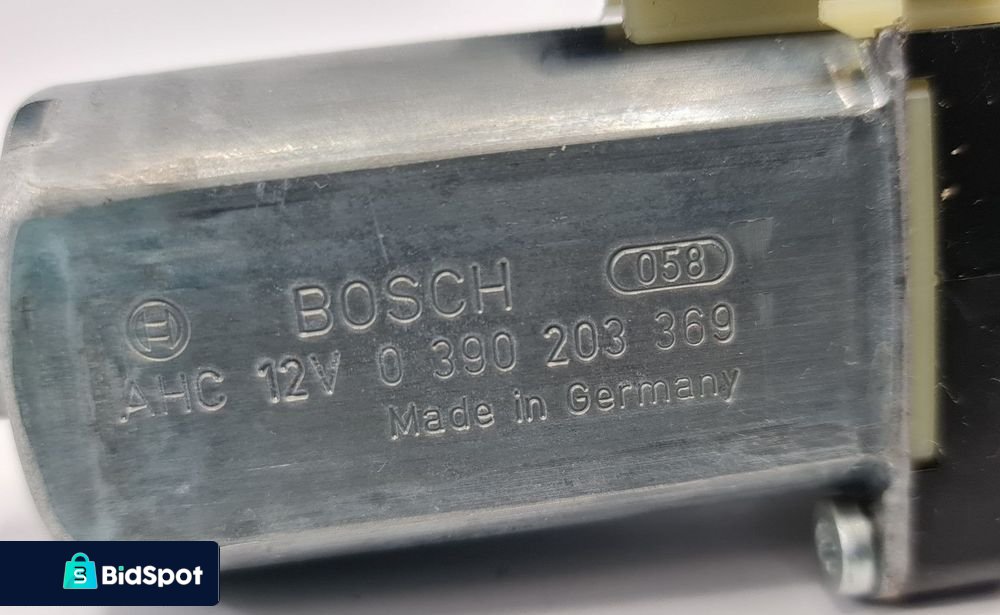 BOSCH 058
AHC 12V 0 390 203 369
Made in Germany
BidSpot